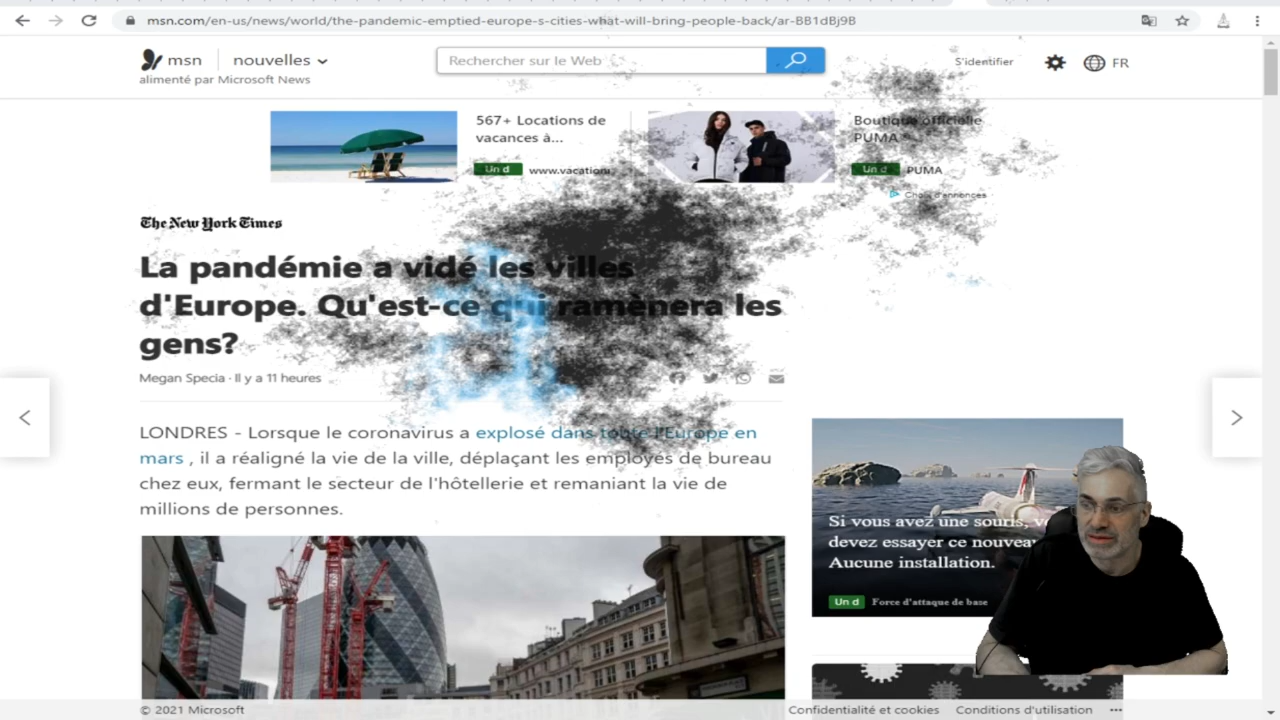 msn.com/en-us/news/world/the-pandemic-emptied-europe-s-cities-what-will-bring-people-back/ar-BB1dBj9B
msn
nouvelles
alimenté par Microsoft News
Rechercher sur le Web
S'identifier
FR
567+ Locations de
vacances à...
Un d
www.vacation
Boutique officielle
PUMA
Un d
PUMA
Choix d'annonces
The New York Times
La pandémie a vidé les villes
d'Europe. Qu'est-ce qui ramènera les
gens?
Megan Specia · Il y a 11 heures
LONDRES - Lorsque le coronavirus a explosé dans toute l'Europe en
mars , il a réaligné la vie de la ville, déplaçant les employés de bureau
chez eux, fermant le secteur de l'hôtellerie et remaniant la vie de
millions de personnes.
Si vous avez une souris, v
devez essayer ce nouveau
Aucune installation.
Un d
Force d'attaque de base
© 2021 Microsoft
Confidentialité et cookies
Conditions d'utilisation